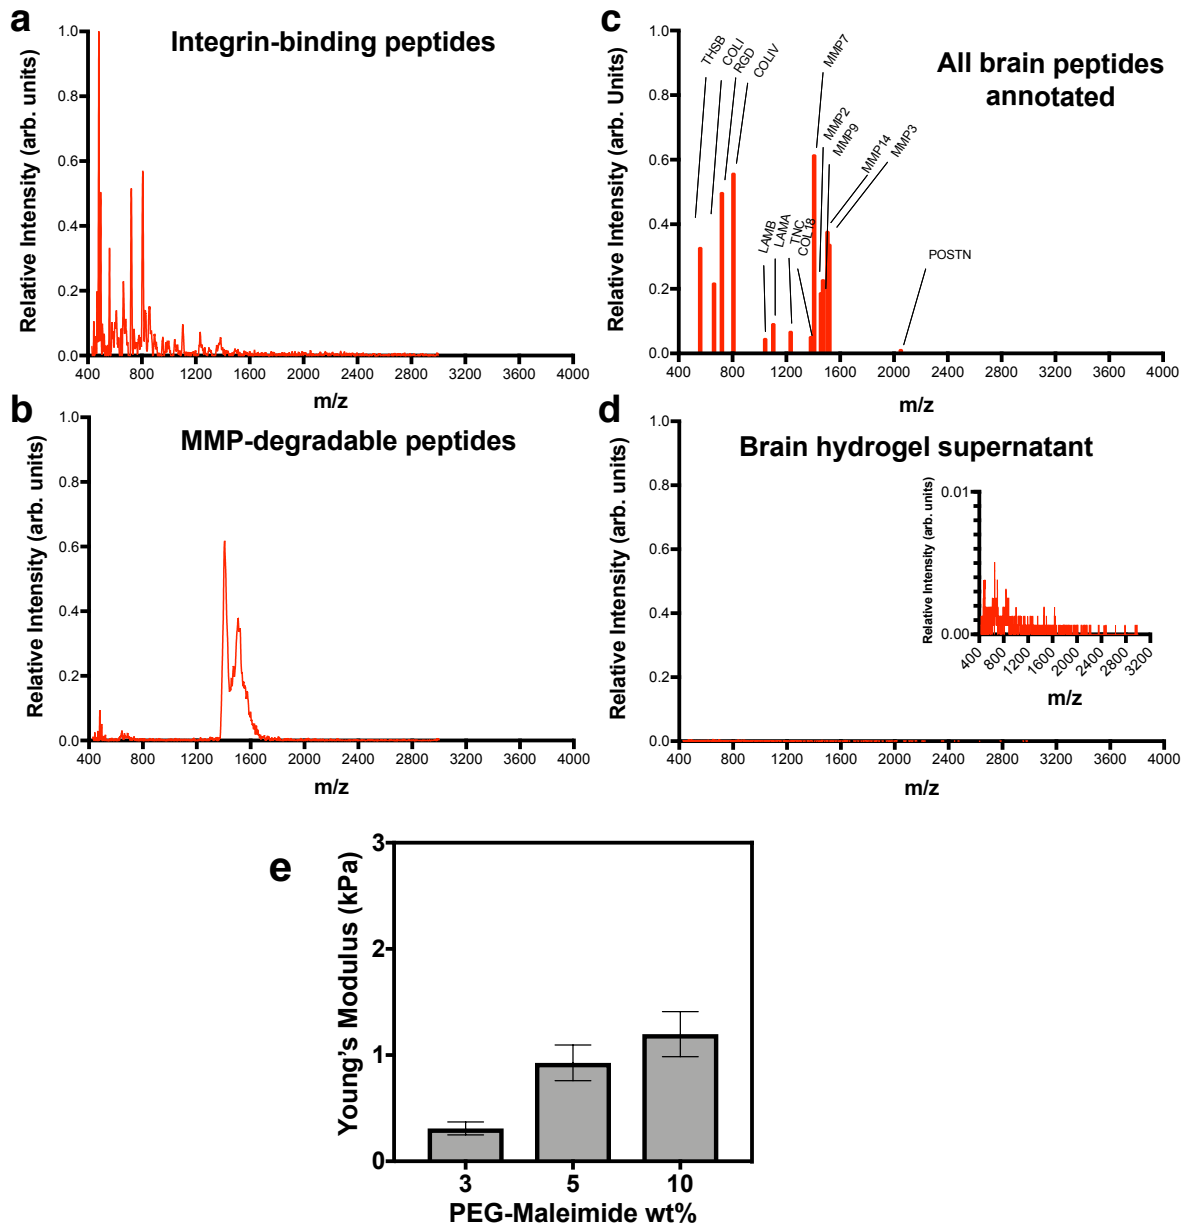 a
Integrin-binding peptides
Relative Intensity (arb. units)
1.0
0.8
0.6
0.4
0.2
0.0
400 800 1200 1600 2000 2400 2800 3200 3600 4000
m/z
c
All brain peptides
annotated
Relative Intensity (arb. Units)
1.0
0.8
0.6
0.4
0.2
0.0
THSB
COLI
RGD
COLIV
LAMB
LAMA
TNC
COL18
MMP7
MMP2
MMP9
MMP14
MMP3
POSTN
400 800 1200 1600 2000 2400 2800 3200 3600 4000
m/z
b
MMP-degradable peptides
Relative Intensity (arb. units)
1.0
0.8
0.6
0.4
0.2
0.0
400 800 1200 1600 2000 2400 2800 3200 3600 4000
m/z
d
Brain hydrogel supernatant
Relative Intensity (arb. units)
1.0
0.8
0.6
0.4
0.2
0.0
Relative Intensity (arb. units)
0.01
0.00
400 800 1200 1600 2000 2400 2800 3200
m/z
400 800 1200 1600 2000 2400 2800 3200 3600 4000
m/z
e
Young's Modulus (kPa)
3
2
1
0
3 5 10
PEG-Maleimide wt%